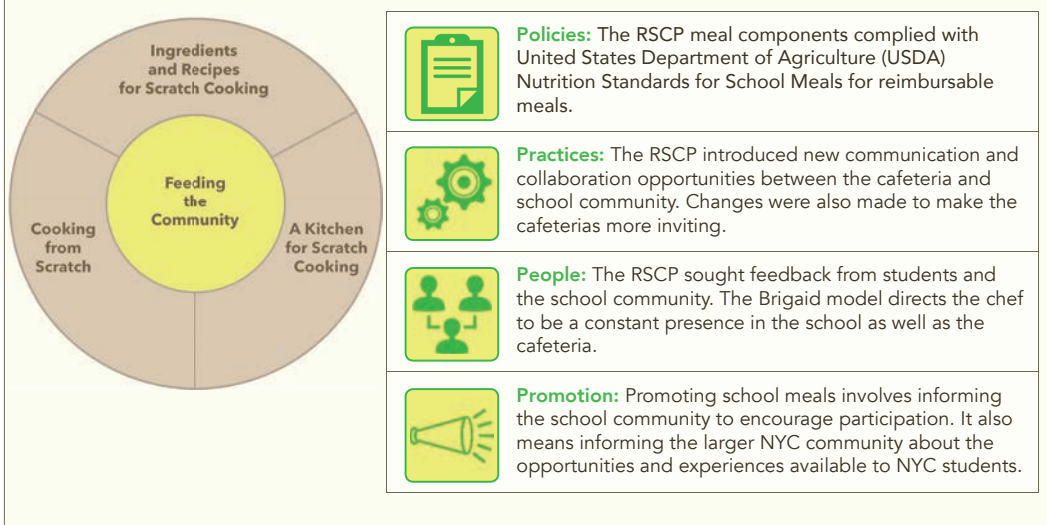 Ingredients
and Recipes
for Scratch Cooking
Feeding
the
Community
Cooking
from
Scratch
A Kitchen
for Scratch
Cooking
Policies: The RSCP meal components complied with
United States Department of Agriculture (USDA)
Nutrition Standards for School Meals for reimbursable
meals.
Practices: The RSCP introduced new communication and
collaboration opportunities between the cafeteria and
school community. Changes were also made to make the
cafeterias more inviting.
People: The RSCP sought feedback from students and
the school community. The Brigaid model directs the chef
to be a constant presence in the school as well as the
cafeteria.
Promotion: Promoting school meals involves informing
the school community to encourage participation. It also
means informing the larger NYC community about the
opportunities and experiences available to NYC students.